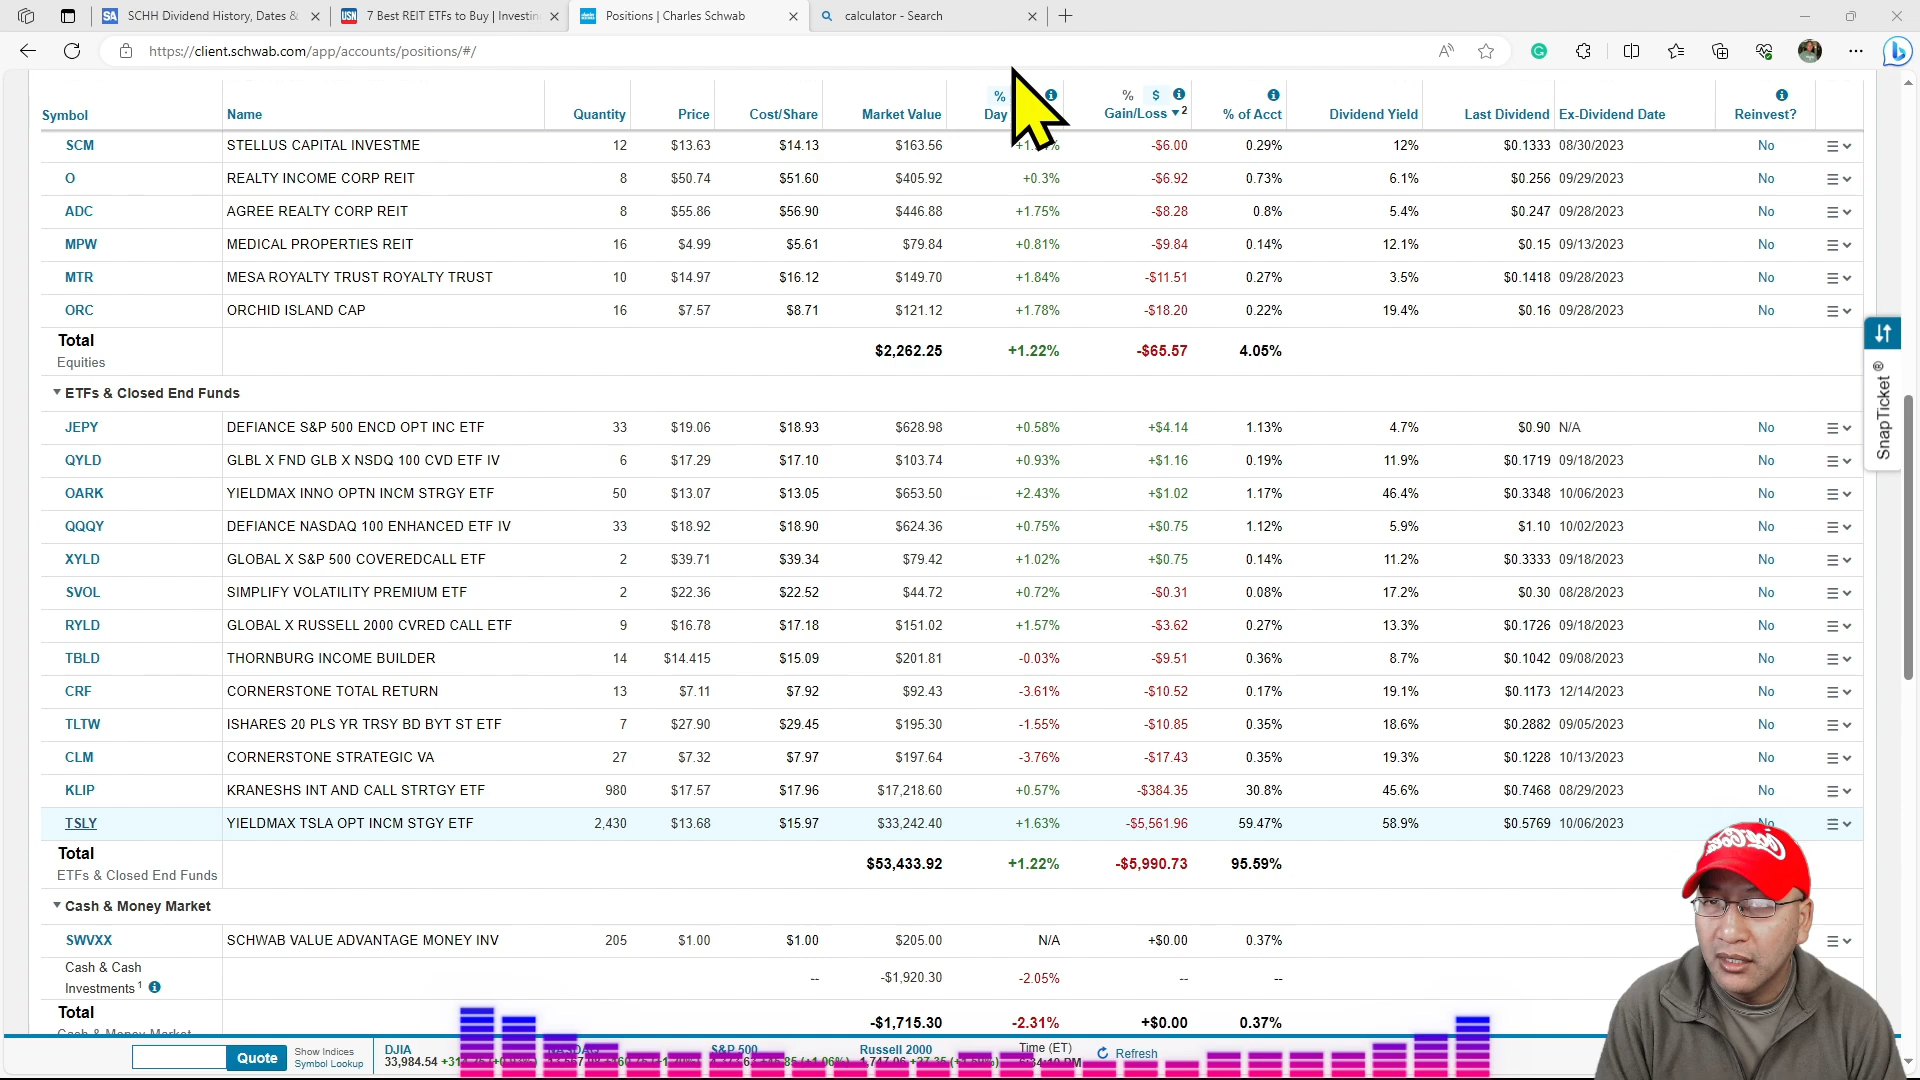 SCHH Dividend History, Dates &
7 Best REIT ETFs to Buy | Investin
Positions | Charles Schwab
calculator - Search
https://client.schwab.com/app/accounts/positions/#/
Symbol Name Quantity Price Cost/Share Market Value % Day % $ Gain/Loss 2 % of Acct Dividend Yield Last Dividend Ex-Dividend Date Reinvest?
SCM STELLUS CAPITAL INVESTME 12 $13.63 $14.13 $163.56 -$6.00 0.29% 12% $0.1333 08/30/2023 No
O REALTY INCOME CORP REIT 8 $50.74 $51.60 $405.92 +0.3% -$6.92 0.73% 6.1% $0.256 09/29/2023 No
ADC AGREE REALTY CORP REIT 8 $55.86 $56.90 $446.88 +1.75% -$8.28 0.8% 5.4% $0.247 09/28/2023 No
MPW MEDICAL PROPERTIES REIT 16 $4.99 $5.61 $79.84 +0.81% -$9.84 0.14% 12.1% $0.15 09/13/2023 No
MTR MESA ROYALTY TRUST ROYALTY TRUST 10 $14.97 $16.12 $149.70 +1.84% -$11.51 0.27% 3.5% $0.1418 09/28/2023 No
ORC ORCHID ISLAND CAP 16 $7.57 $8.71 $121.12 +1.78% -$18.20 0.22% 19.4% $0.16 09/28/2023 No
Total
Equities $2,262.25 +1.22% -$65.57 4.05%
ETFs & Closed End Funds
JEPY DEFIANCE S&P 500 ENCD OPT INC ETF 33 $19.06 $18.93 $628.98 +0.58% +$4.14 1.13% 4.7% $0.90 N/A No
QYLD GLBL X FND GLB X NSDQ 100 CVD ETF IV 6 $17.29 $17.10 $103.74 +0.93% +$1.16 0.19% 11.9% $0.1719 09/18/2023 No
OARK YIELDMAX INNO OPTN INCM STRGY ETF 50 $13.07 $13.05 $653.50 +2.43% +$1.02 1.17% 46.4% $0.3348 10/06/2023 No
QQQY DEFIANCE NASDAQ 100 ENHANCED ETF IV 33 $18.92 $18.90 $624.36 +0.75% +$0.75 1.12% 5.9% $1.10 10/02/2023 No
XYLD GLOBAL X S&P 500 COVEREDCALL ETF 2 $39.71 $39.34 $79.42 +1.02% +$0.75 0.14% 11.2% $0.3333 09/18/2023 No
SVOL SIMPLIFY VOLATILITY PREMIUM ETF 2 $22.36 $22.52 $44.72 +0.72% -$0.31 0.08% 17.2% $0.30 08/28/2023 No
RYLD GLOBAL X RUSSELL 2000 CVRED CALL ETF 9 $16.78 $17.18 $151.02 +1.57% -$3.62 0.27% 13.3% $0.1726 09/18/2023 No
TBLD THORNBURG INCOME BUILDER 14 $14.415 $15.09 $201.81 -0.03% -$9.51 0.36% 8.7% $0.1042 09/08/2023 No
CRF CORNERSTONE TOTAL RETURN 13 $7.11 $7.92 $92.43 -3.61% -$10.52 0.17% 19.1% $0.1173 12/14/2023 No
TLTW ISHARES 20 PLS YR TRSY BD BYT ST ETF 7 $27.90 $29.45 $195.30 -1.55% -$10.85 0.35% 18.6% $0.2882 09/05/2023 No
CLM CORNERSTONE STRATEGIC VA 27 $7.32 $7.97 $197.64 -3.76% -$17.43 0.35% 19.3% $0.1228 10/13/2023 No
KLIP KRANESHS INT AND CALL STRTGY ETF 980 $17.57 $17.96 $17,218.60 +0.57% -$384.35 30.8% 45.6% $0.7468 08/29/2023 No
TSLY YIELDMAX TSLA OPT INCM STGY ETF 2,430 $13.68 $15.97 $33,242.40 +1.63% -$5,561.96 59.47% 58.9% $0.5769 10/06/2023 No
Total
ETFs & Closed End Funds $53,433.92 +1.22% -$5,990.73 95.59%
Cash & Money Market
SWVXX SCHWAB VALUE ADVANTAGE MONEY INV 205 $1.00 $1.00 $205.00 N/A +$0.00 0.37%
Cash & Cash
Investments 1 -- -$1,920.30 -2.05% -- --
Total
Cash & Money Market -$1,715.30 -2.31% +$0.00 0.37%
SnapTicket®
Coca-Cola
Quote
Show Indices
Symbol Lookup
DJIA
33,984.54
NASDAQ
S&P 500
Russell 2000
Time (ET)
Refresh